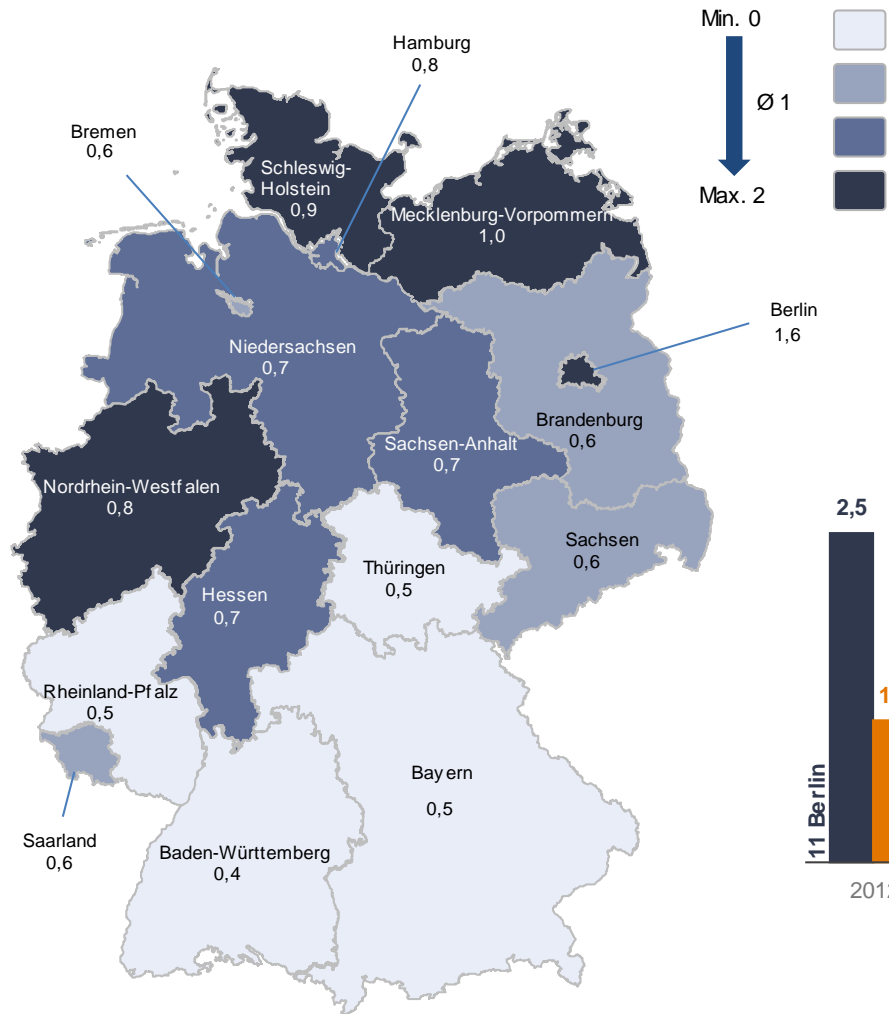 Hamburg
0,8
Min. 0
Ø 1
Max. 2
Bremen
0,6
Schleswig-
Holstein
0,9
Mecklenburg-Vorpommern
1,0
Berlin
1,6
Niedersachsen
0,7
Brandenburg
0,6
Sachsen-Anhalt
0,7
Nordrhein-Westfalen
0,8
Sachsen
0,6
Thüringen
0,5
Hessen
0,7
Rheinland-Pfalz
0,5
Bayern
0,5
Saarland
0,6
Baden-Württemberg
0,4
2,5
1
11 Berlin
2012